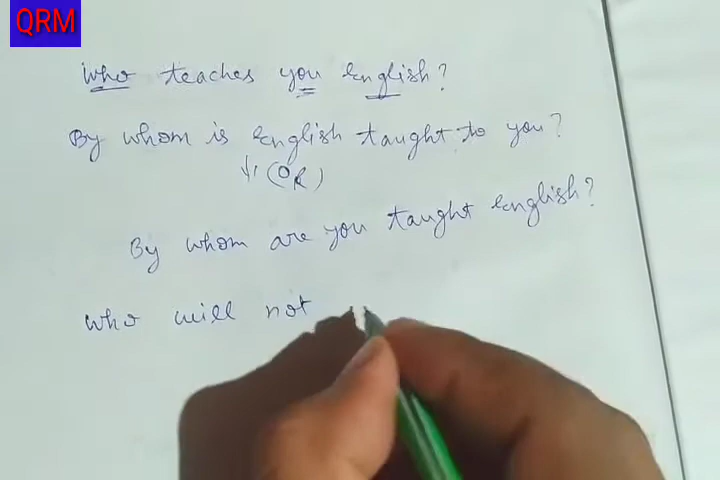 QRM
Who teaches you English?
By whom is English taught to you?
(OR)
By whom are you taught English?
Who will not